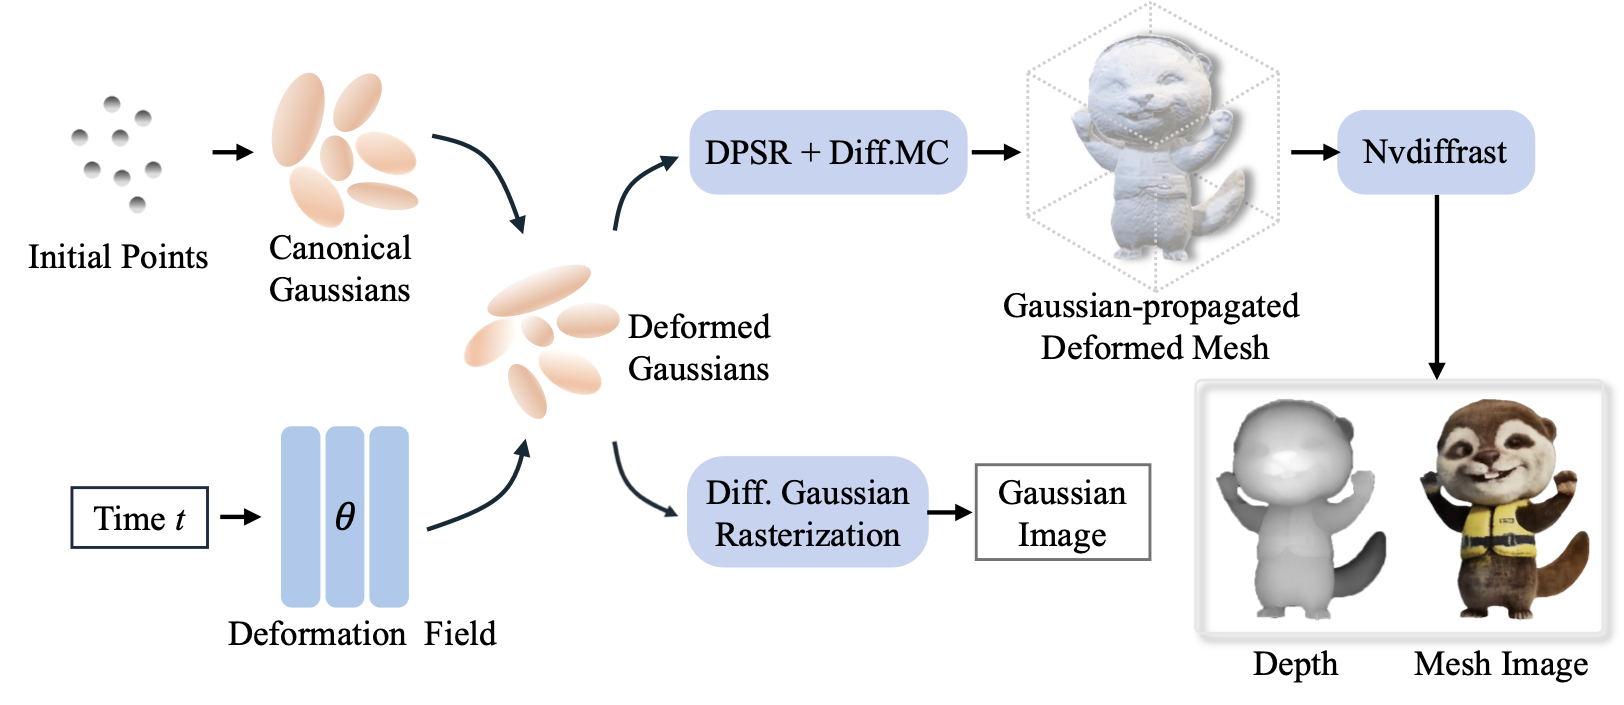 Initial Points
Canonical
Gaussians
Time t
θ
Deformation Field
Deformed
Gaussians
DPSR + Diff.MC
Gaussian-propagated
Deformed Mesh
Nvdiffrast
Diff. Gaussian
Rasterization
Gaussian
Image
Depth
Mesh Image